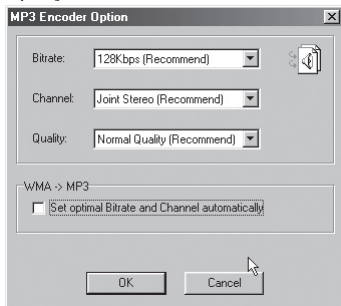 MP3 Encoder Option
Bitrate: 128Kbps (Recommend)
Channel: Joint Stereo (Recommend)
Quality: Normal Quality (Recommend)
WMA -> MP3
Set optimal Bitrate and Channel automatically
OK Cancel